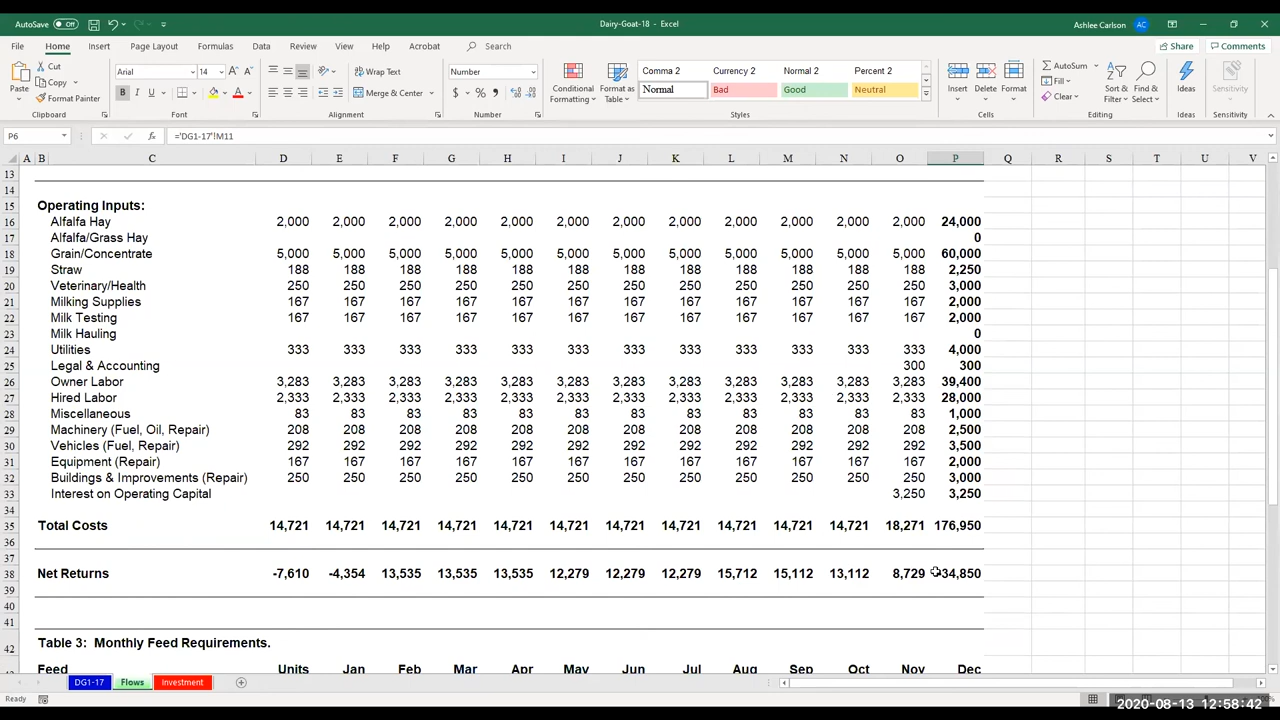 AutoSave Off Dairy-Goat-18 - Excel Ashlee Carlson AC
File Home Insert Page Layout Formulas Data Review View Help Acrobat Search Share Comments
Cut Arial 14 A A Wrap Text Number Comma 2 Currency 2 Normal 2 Percent 2 AutoSum
Paste Copy Format Painter B I U A Merge & Center $ % , Conditional Formatting Format as Table Normal Bad Good Neutral Insert Delete Format Fill Clear Sort & Filter Find & Select Ideas Sensitivity
Clipboard Font Alignment Number Styles Cells Editing Ideas Sensitivity
P6 fx ='DG1-17'!M11
A B C D E F G H I J K L M N O P Q R S T U V
13
14
15 Operating Inputs:
16 Alfalfa Hay 2,000 2,000 2,000 2,000 2,000 2,000 2,000 2,000 2,000 2,000 2,000 2,000 24,000
17 Alfalfa/Grass Hay 0
18 Grain/Concentrate 5,000 5,000 5,000 5,000 5,000 5,000 5,000 5,000 5,000 5,000 5,000 5,000 60,000
19 Straw 188 188 188 188 188 188 188 188 188 188 188 188 2,250
20 Veterinary/Health 250 250 250 250 250 250 250 250 250 250 250 250 3,000
21 Milking Supplies 167 167 167 167 167 167 167 167 167 167 167 167 2,000
22 Milk Testing 167 167 167 167 167 167 167 167 167 167 167 167 2,000
23 Milk Hauling 0
24 Utilities 333 333 333 333 333 333 333 333 333 333 333 333 4,000
25 Legal & Accounting 300 300
26 Owner Labor 3,283 3,283 3,283 3,283 3,283 3,283 3,283 3,283 3,283 3,283 3,283 3,283 39,400
27 Hired Labor 2,333 2,333 2,333 2,333 2,333 2,333 2,333 2,333 2,333 2,333 2,333 2,333 28,000
28 Miscellaneous 83 83 83 83 83 83 83 83 83 83 83 83 1,000
29 Machinery (Fuel, Oil, Repair) 208 208 208 208 208 208 208 208 208 208 208 208 2,500
30 Vehicles (Fuel, Repair) 292 292 292 292 292 292 292 292 292 292 292 292 3,500
31 Equipment (Repair) 167 167 167 167 167 167 167 167 167 167 167 167 2,000
32 Buildings & Improvements (Repair) 250 250 250 250 250 250 250 250 250 250 250 250 3,000
33 Interest on Operating Capital 3,250 3,250
34
35 Total Costs 14,721 14,721 14,721 14,721 14,721 14,721 14,721 14,721 14,721 14,721 14,721 18,271 176,950
36
37
38 Net Returns -7,610 -4,354 13,535 13,535 13,535 12,279 12,279 12,279 15,712 15,112 13,112 8,729 -34,850
39
40
41
42 Table 3: Monthly Feed Requirements.
Feed Units Jan Feb Mar Apr May Jun Jul Aug Sep Oct Nov Dec
DG1-17 Flows Investment
Ready
2020-08-13 12:58:42